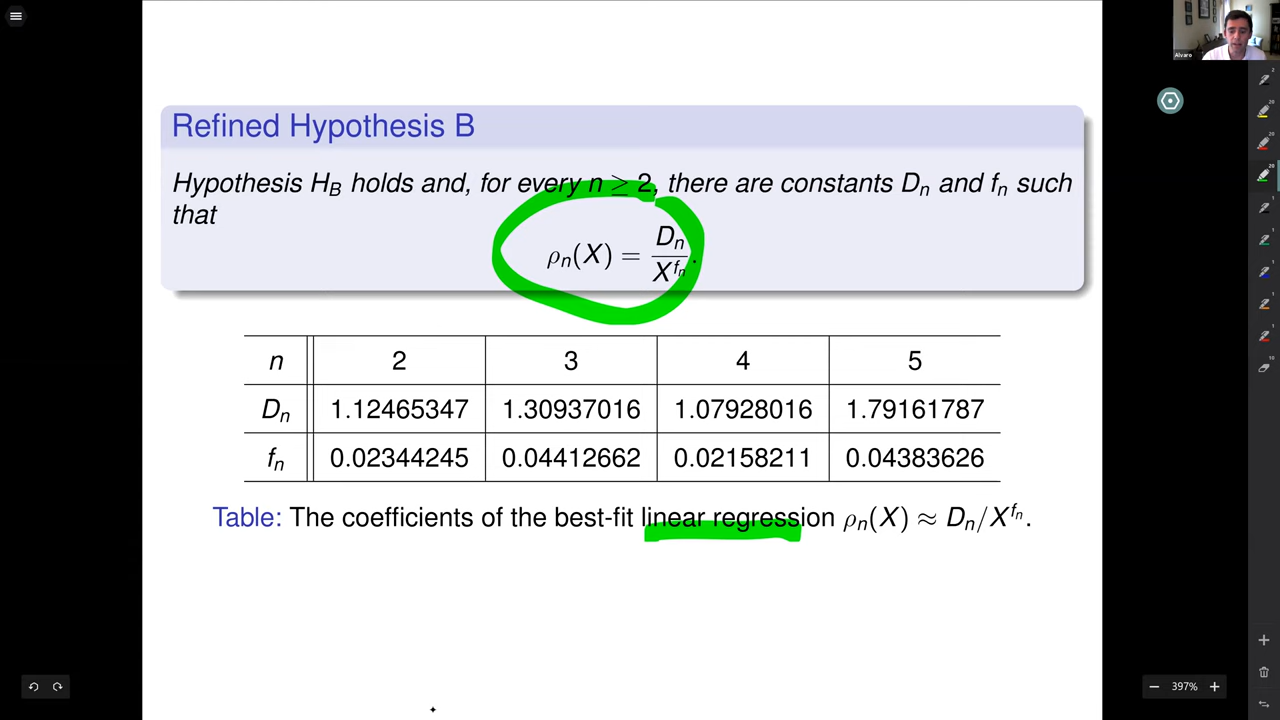 Alvaro
Refined Hypothesis B
Hypothesis H_B holds and, for every n ≥ 2, there are constants D_n and f_n such
that
ρ_n(X) = D_n / X^{f_n}.
n 2 3 4 5
D_n 1.12465347 1.30937016 1.07928016 1.79161787
f_n 0.02344245 0.04412662 0.02158211 0.04383626
Table: The coefficients of the best-fit linear regression ρ_n(X) ≈ D_n/X^{f_n}.
397%